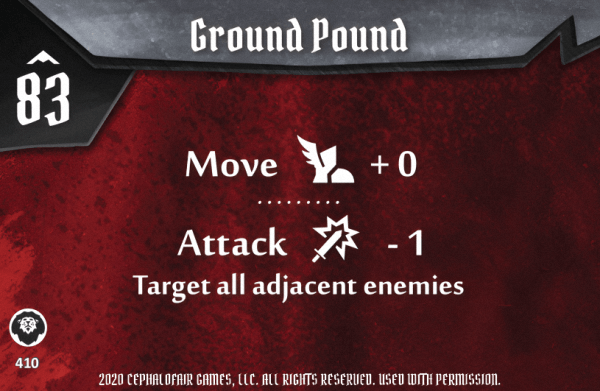 Ground Pound
83
Move + 0
Attack - 1
Target all adjacent enemies
410
2020 CEPHALOFAIR GAMES, LLC. ALL RIGHTS RESERVED. USED WITH PERMISSION.